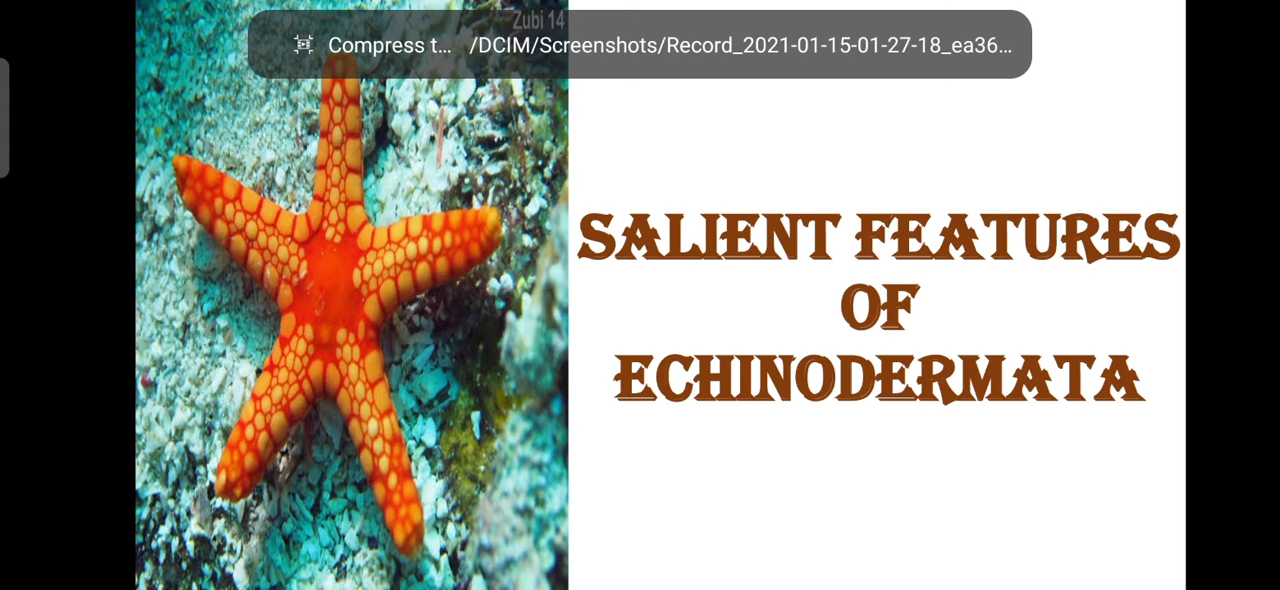 Zubi 14
Compress t... /DCIM/Screenshots/Record_2021-01-15-01-27-18_ea36...
SALIENT FEATURES
OF
ECHINODERMATA